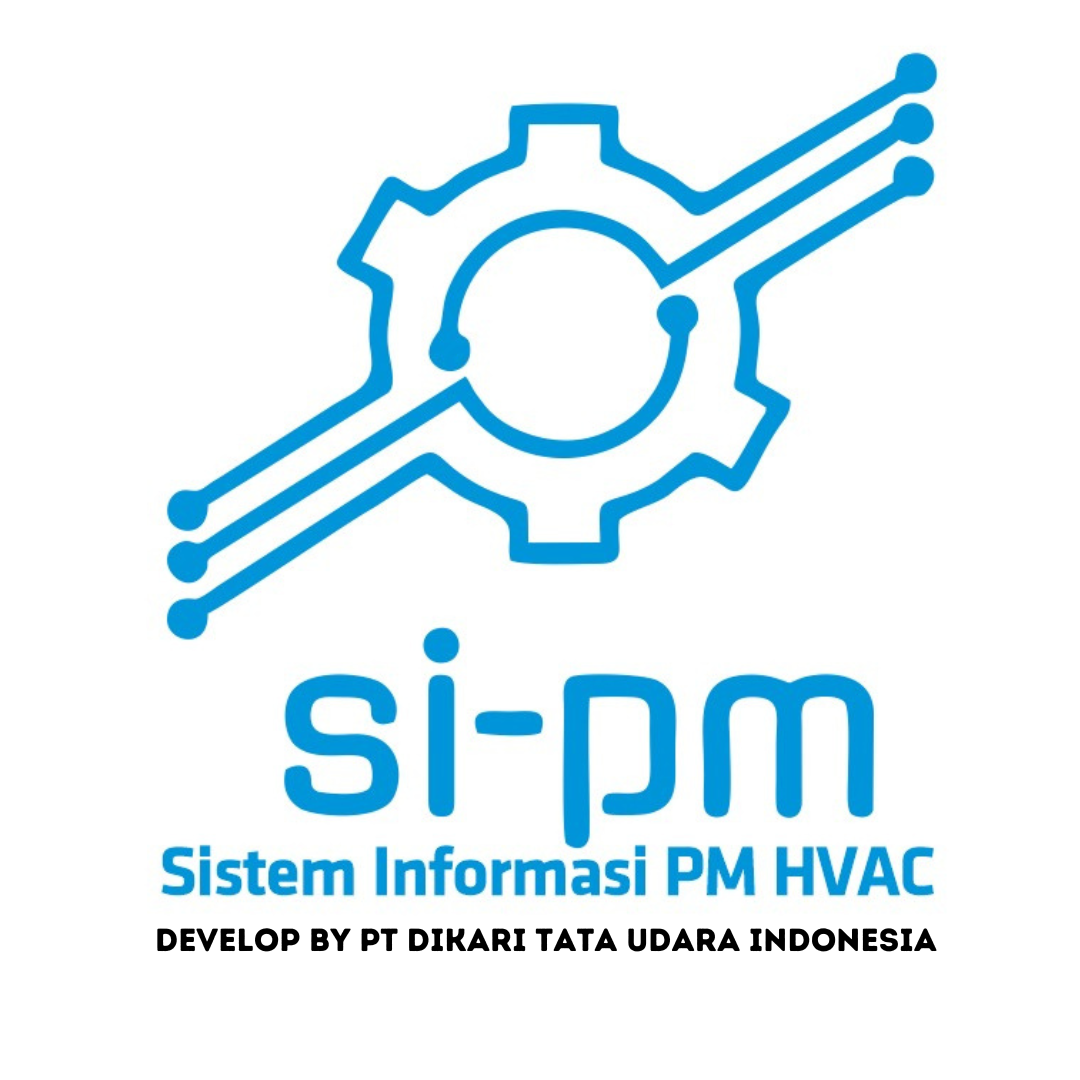 si-pm
Sistem Informasi PM HVAC
DEVELOP BY PT DIKARI TATA UDARA INDONESIA